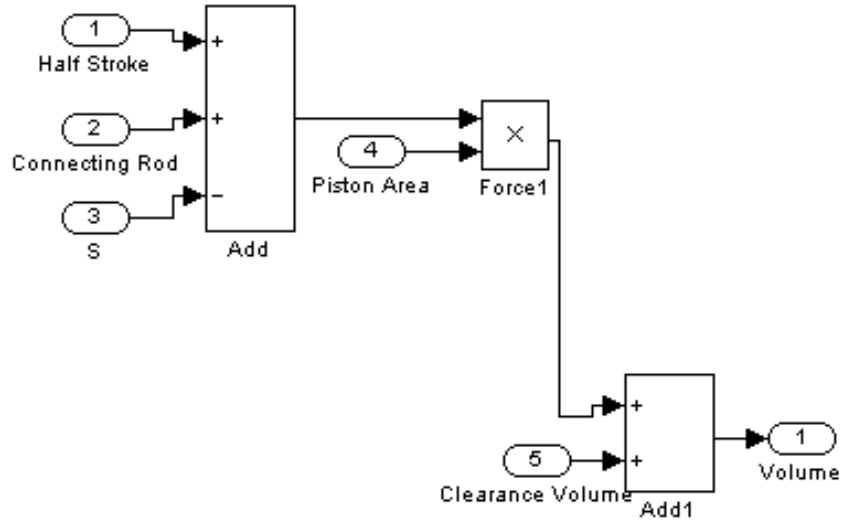 1
+
Half Stroke
2
+
Connecting Rod
3
−
S
Add
4
Piston Area
×
Force1
+
5
+
Clearance Volume
Add1
1
Volume